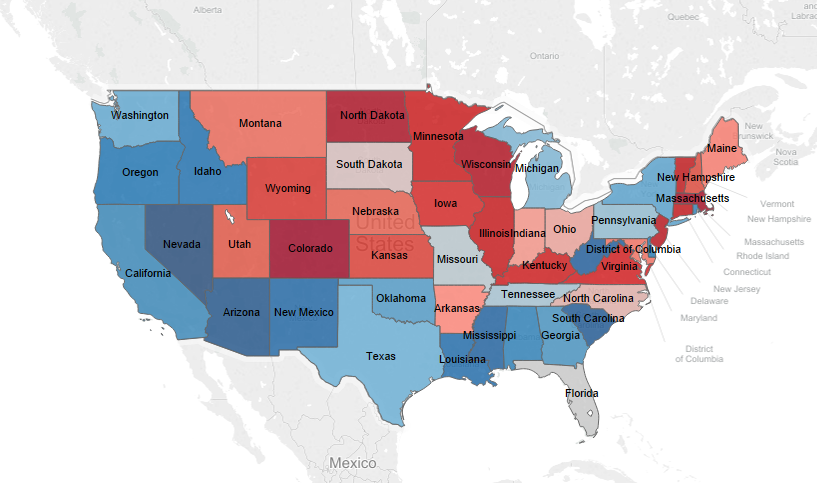 Alberta
Quebec
and
Labrac
Ontario
Washington
Montana
North Dakota
Minnesota
New
runswick
Maine
Nova
Scotia
Oregon
Idaho
South Dakota
Wisconsin
Michigan
New Hampshire
Wyoming
Massachusetts
Vermont
Nebraska
Iowa
New Hampshire
United
States
Pennsylvania
Nevada
Utah
Colorado
Kansas
Illinois
Indiana
Ohio
District of Columbia
Massachusetts
Rhode Island
California
Missouri
Kentucky
Virginia
Connecticut
New Jersey
Oklahoma
Tennessee
North Carolina
Delaware
Arizona
New Mexico
Arkansas
South Carolina
Maryland
Mississippi
Georgia
Texas
Louisiana
District
of Columbia
Florida
Mexico